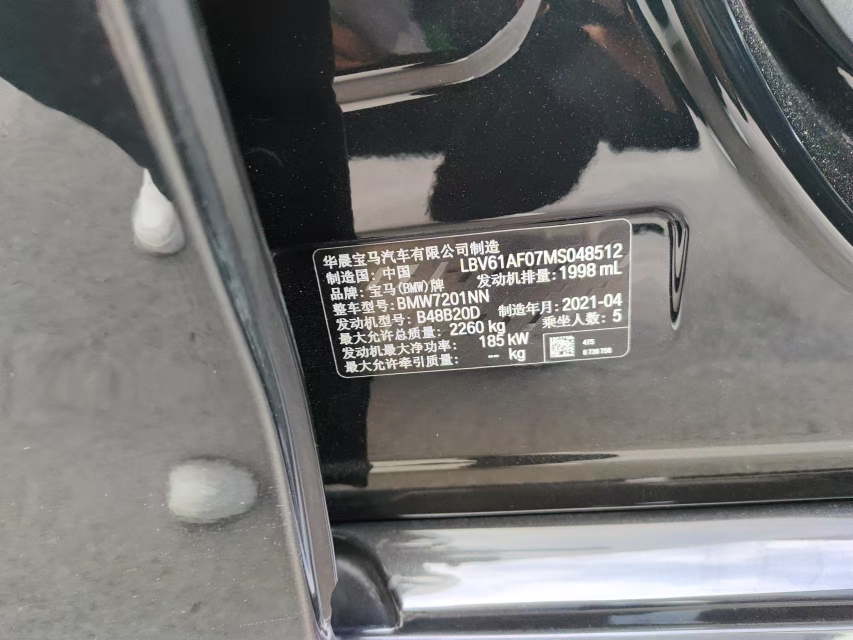 华晨宝马汽车有限公司制造
制造国: 中国 LBV61AF07MS048512
品牌: 宝马(BMW)牌 发动机排量: 1998 mL
整车型号: BMW7201NN
发动机型号: B48B20D 制造年月: 2021-04
最大允许总质量: 2260 kg 乘坐人数: 5
发动机最大净功率: 185 kW
最大允许牵引质量: -- kg
475